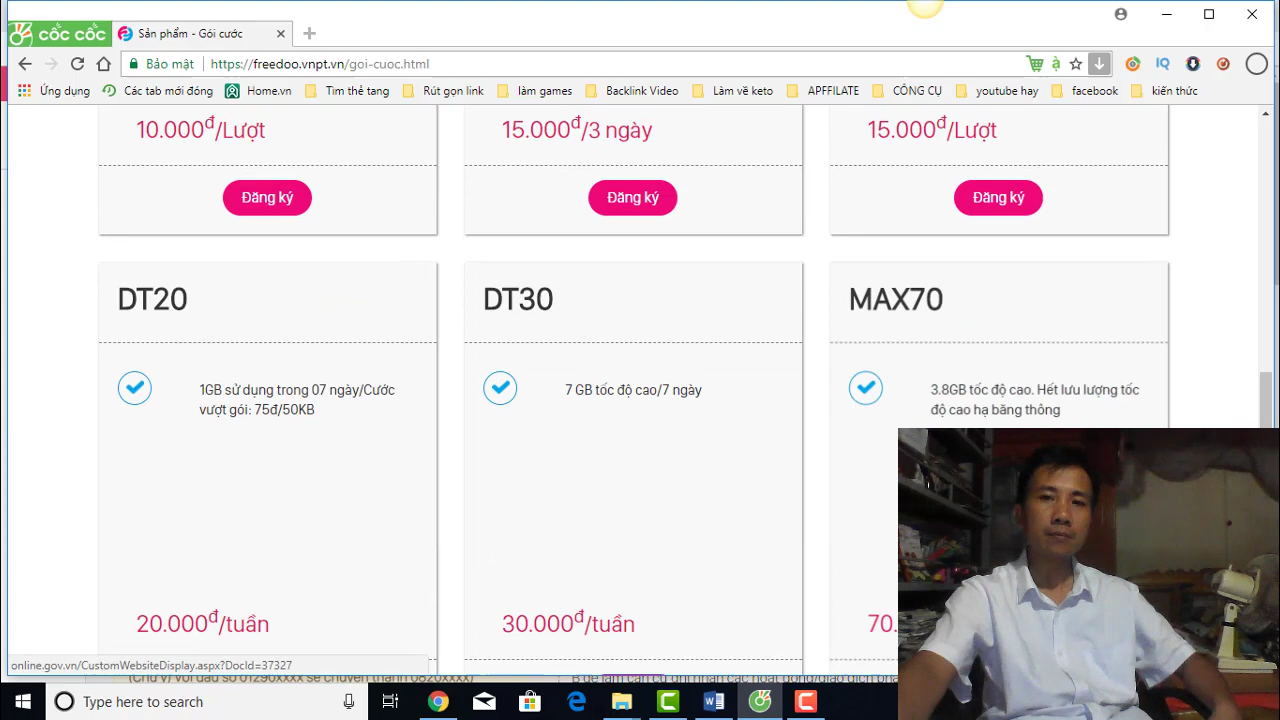 cốc cốc
Sản phẩm - Gói cước
Bảo mật
https://freedoo.vnpt.vn/goi-cuoc.html
Ứng dụng
Các tab mới đóng
Home.vn
Tìm thẻ tang
Rút gọn link
làm games
Backlink Video
Làm về keto
APFFILATE
CÔNG CỤ
youtube hay
facebook
kiến thức
10.000đ/Lượt
15.000đ/3 ngày
15.000đ/Lượt
Đăng ký
Đăng ký
Đăng ký
DT20
DT30
MAX70
1GB sử dụng trong 07 ngày/Cước
vượt gói: 75đ/50KB
7 GB tốc độ cao/7 ngày
3.8GB tốc độ cao. Hết lưu lượng tốc
độ cao hạ băng thông
20.000đ/tuần
30.000đ/tuần
70.
online.gov.vn/CustomWebsiteDisplay.aspx?DocId=37327
Type here to search